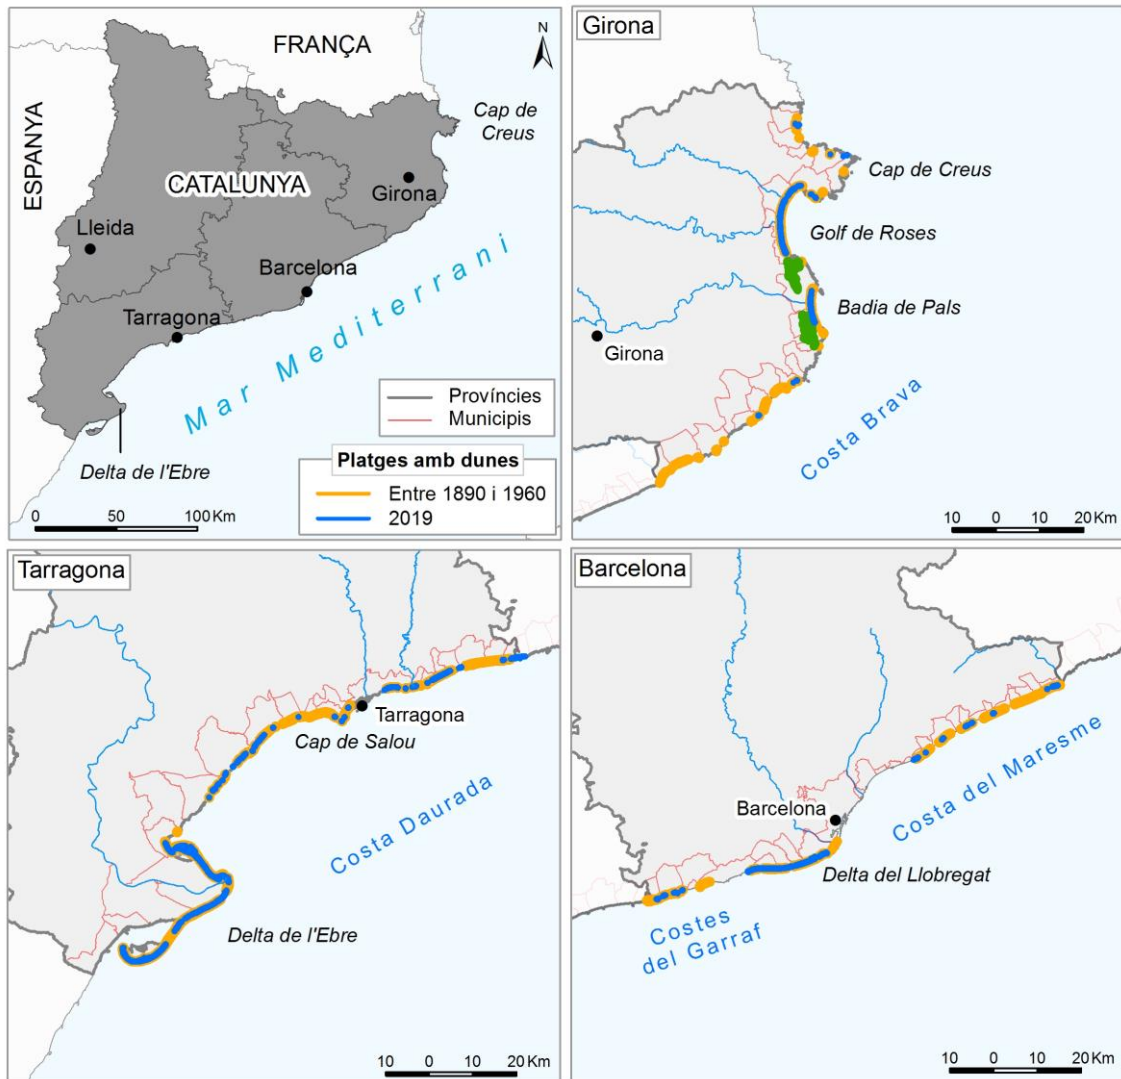 FRANÇA
N
ESPANYA
Cap de
Creus
CATALUNYA
Girona
Lleida
Barcelona
Tarragona
Mar Mediterrani
Delta de l'Ebre
Províncies
Municipis
Platges amb dunes
Entre 1890 i 1960
2019
0 50 100 Km
Girona
Cap de Creus
Golf de Roses
Badia de Pals
Girona
Costa Brava
10 0 10 20 Km
Tarragona
Tarragona
Cap de Salou
Costa Daurada
Delta de l'Ebre
10 0 10 20 Km
Barcelona
Barcelona
Costa del Maresme
Delta del Llobregat
Costes
del Garraf
10 0 10 20 Km